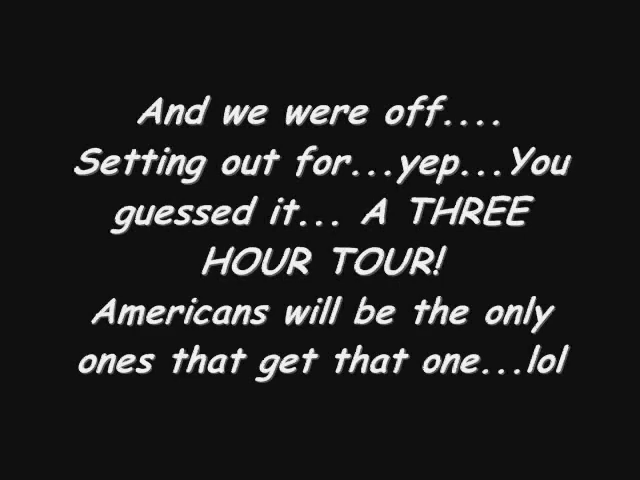 And we were off....
Setting out for...yep...You
guessed it... A THREE
HOUR TOUR!
Americans will be the only
ones that get that one...lol